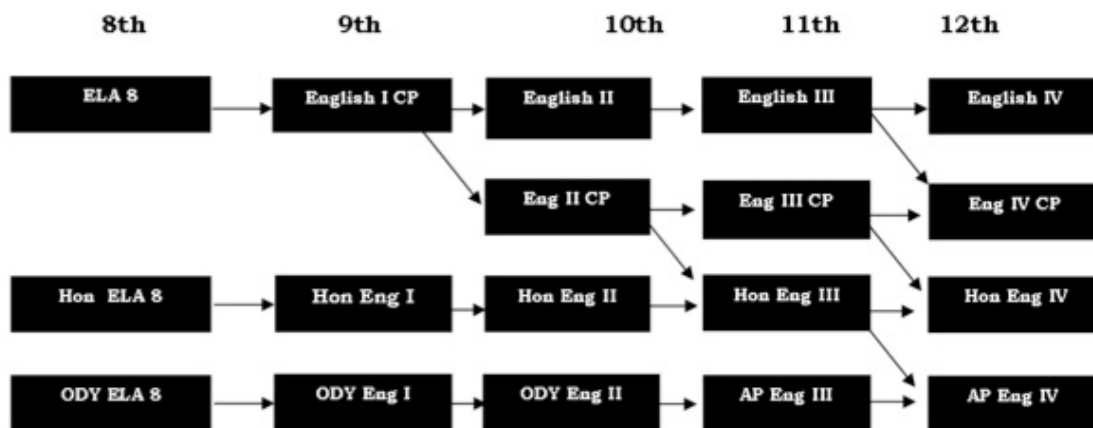 8th 9th 10th 11th 12th
ELA 8 English I CP English II English III English IV
Eng II CP Eng III CP Eng IV CP
Hon ELA 8 Hon Eng I Hon Eng II Hon Eng III Hon Eng IV
ODY ELA 8 ODY Eng I ODY Eng II AP Eng III AP Eng IV